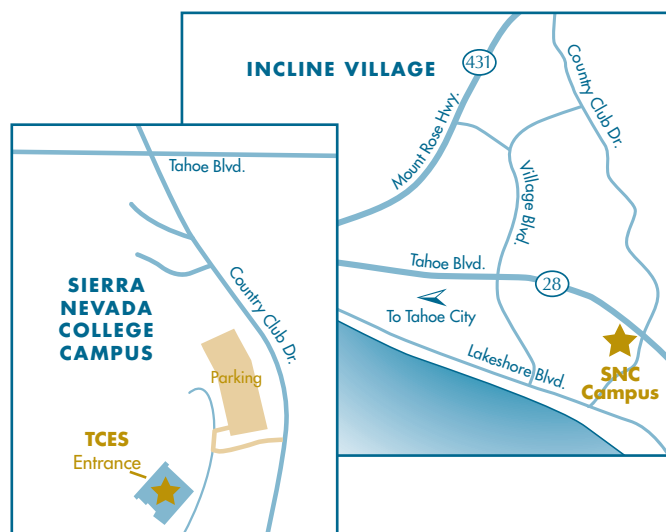 INCLINE VILLAGE
431
Mount Rose Hwy.
Country Club Dr.
Village Blvd.
Tahoe Blvd.
28
To Tahoe City
Lakeshore Blvd.
SNC
Campus
Tahoe Blvd.
SIERRA
NEVADA
COLLEGE
CAMPUS
Country Club Dr.
Parking
TCES
Entrance